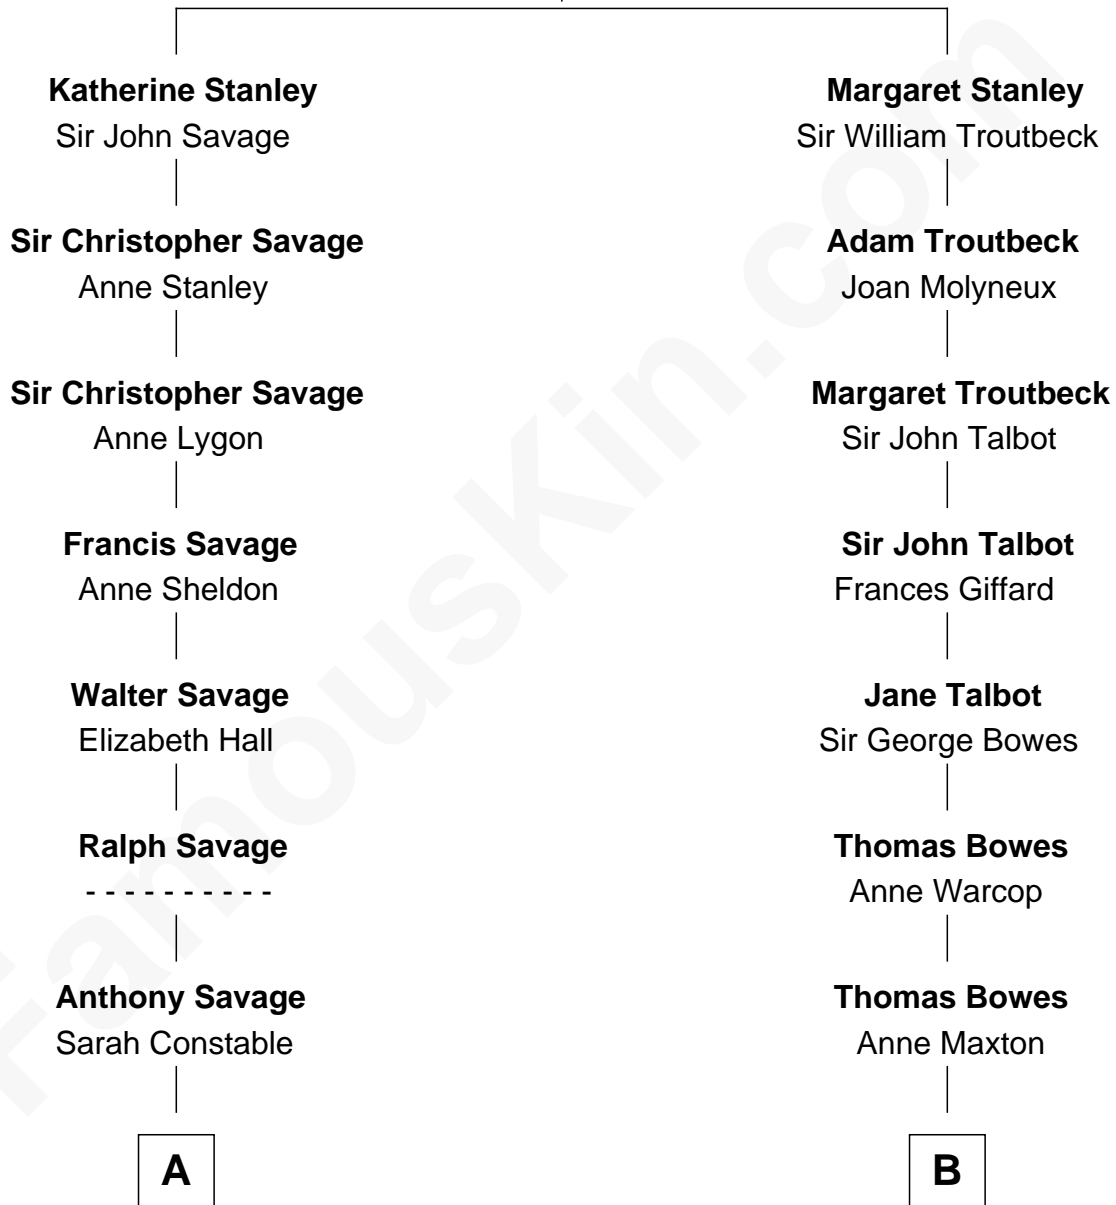 Katherine Stanley
Sir John Savage
Sir Christopher Savage
Anne Stanley
Sir Christopher Savage
Anne Lygon
Francis Savage
Anne Sheldon
Walter Savage
Elizabeth Hall
Ralph Savage
- - - - - - - - - -
Anthony Savage
Sarah Constable
A
Margaret Stanley
Sir William Troutbeck
Adam Troutbeck
Joan Molyneux
Margaret Troutbeck
Sir John Talbot
Sir John Talbot
Frances Giffard
Jane Talbot
Sir George Bowes
Thomas Bowes
Anne Warcop
Thomas Bowes
Anne Maxton
B
FamousKin.com